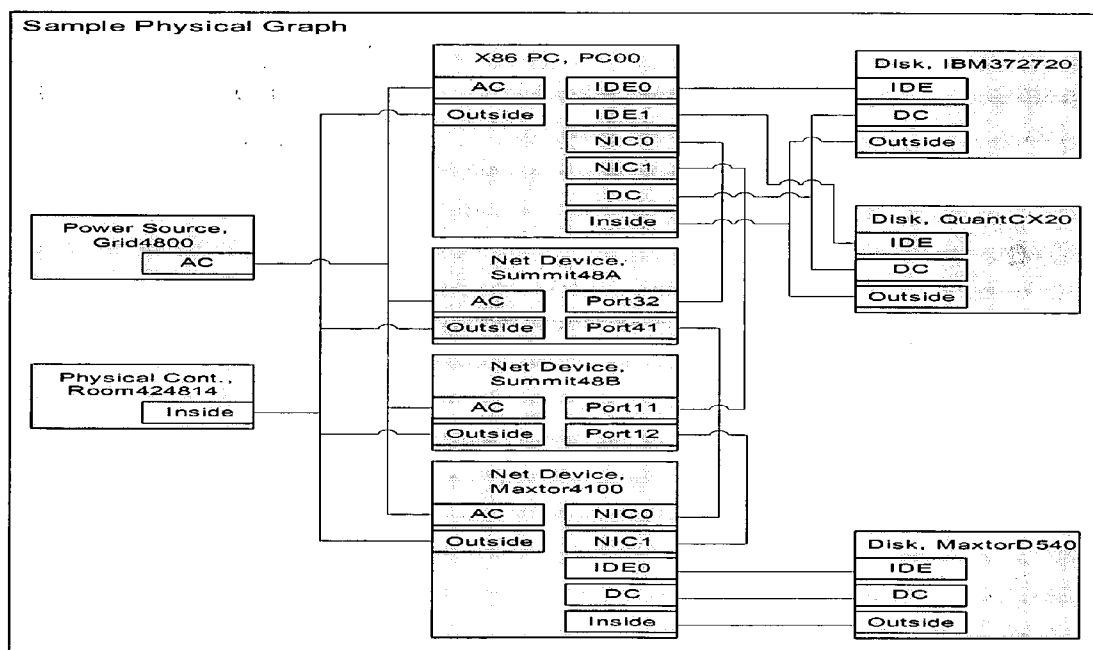 Sample Physical Graph
Power Source,
Grid4800
AC
Physical Cont.,
Room424814
Inside
X86 PC, PC00
AC
Outside
IDE0
IDE1
NIC0
NIC1
DC
Inside
Net Device,
Summit48A
AC
Outside
Port32
Port41
Net Device,
Summit48B
AC
Outside
Port11
Port12
Net Device,
Maxtor4100
AC
Outside
NIC0
NIC1
IDE0
DC
Inside
Disk, IBM372720
IDE
DC
Outside
Disk, QuantCX20
IDE
DC
Outside
Disk, MaxtorD540
IDE
DC
Outside